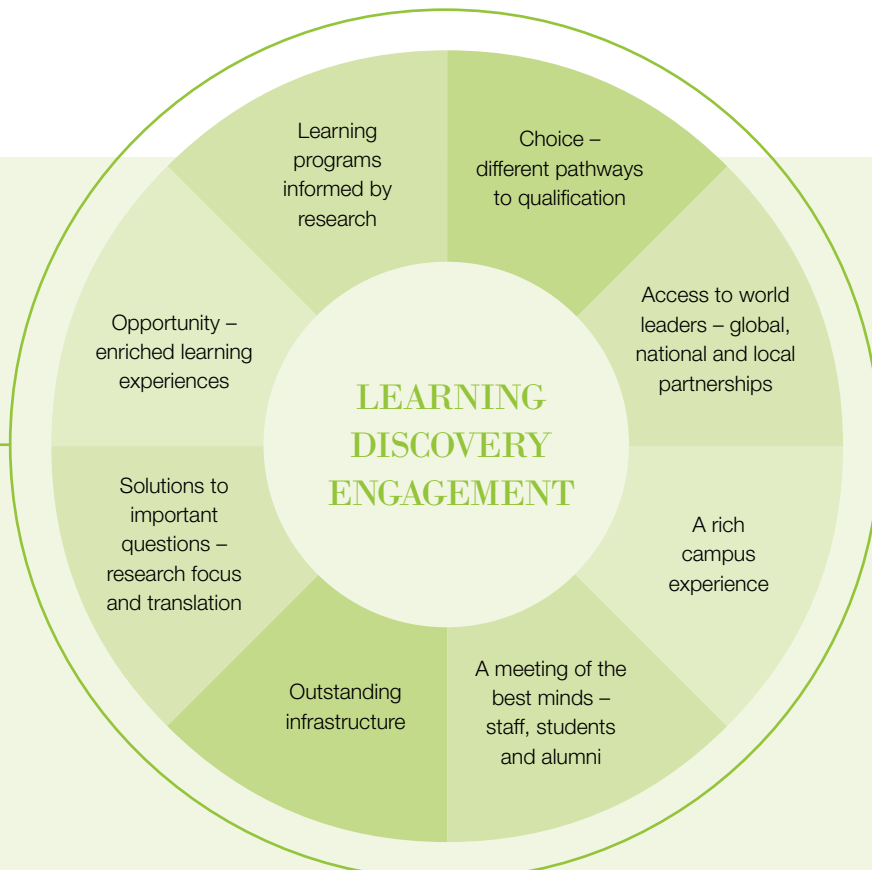 Learning
programs
informed by
research
Choice –
different pathways
to qualification
Access to world
leaders – global,
national and local
partnerships
A rich
campus
experience
A meeting of the
best minds –
staff, students
and alumni
Outstanding
infrastructure
Solutions to
important
questions –
research focus
and translation
Opportunity –
enriched learning
experiences
LEARNING
DISCOVERY
ENGAGEMENT